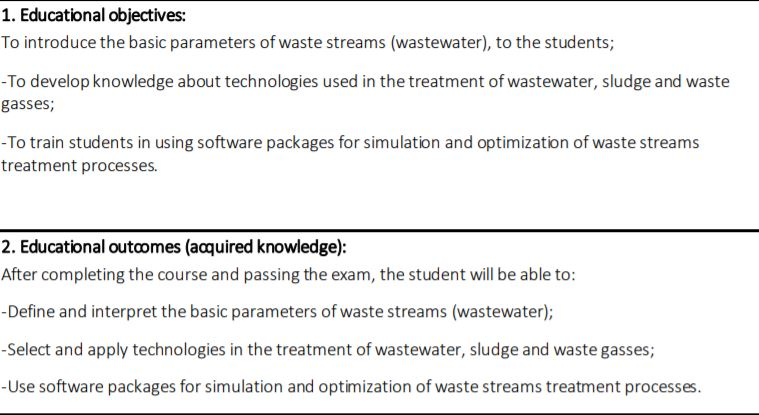 1. Educational objectives:
To introduce the basic parameters of waste streams (wastewater), to the students;
-To develop knowledge about technologies used in the treatment of wastewater, sludge and waste
gasses;
-To train students in using software packages for simulation and optimization of waste streams
treatment processes.
2. Educational outcomes (acquired knowledge):
After completing the course and passing the exam, the student will be able to:
-Define and interpret the basic parameters of waste streams (wastewater);
-Select and apply technologies in the treatment of wastewater, sludge and waste gasses;
-Use software packages for simulation and optimization of waste streams treatment processes.